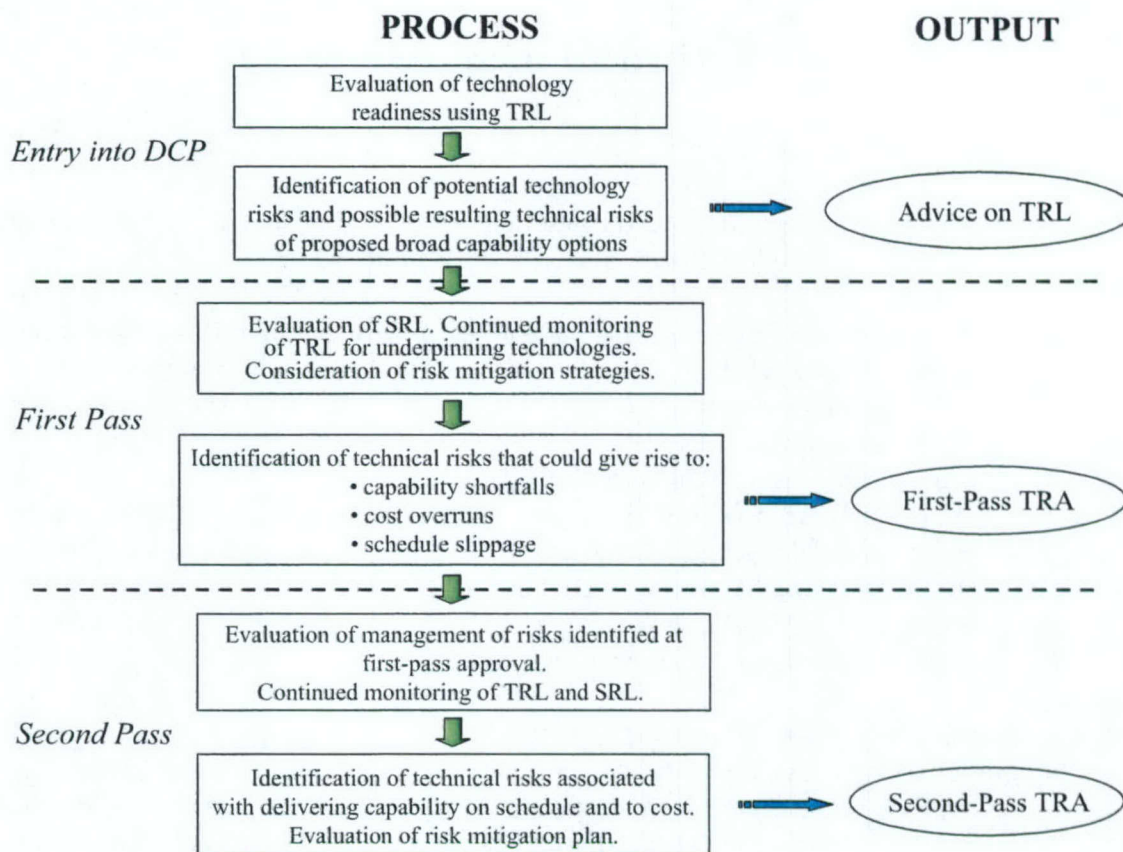 PROCESS
OUTPUT
Evaluation of technology
readiness using TRL
Entry into DCP
Identification of potential technology
risks and possible resulting technical risks
of proposed broad capability options
Advice on TRL
Evaluation of SRL. Continued monitoring
of TRL for underpinning technologies.
Consideration of risk mitigation strategies.
First Pass
Identification of technical risks that could give rise to:
• capability shortfalls
• cost overruns
• schedule slippage
First-Pass TRA
Evaluation of management of risks identified at
first-pass approval.
Continued monitoring of TRL and SRL.
Second Pass
Identification of technical risks associated
with delivering capability on schedule and to cost.
Evaluation of risk mitigation plan.
Second-Pass TRA